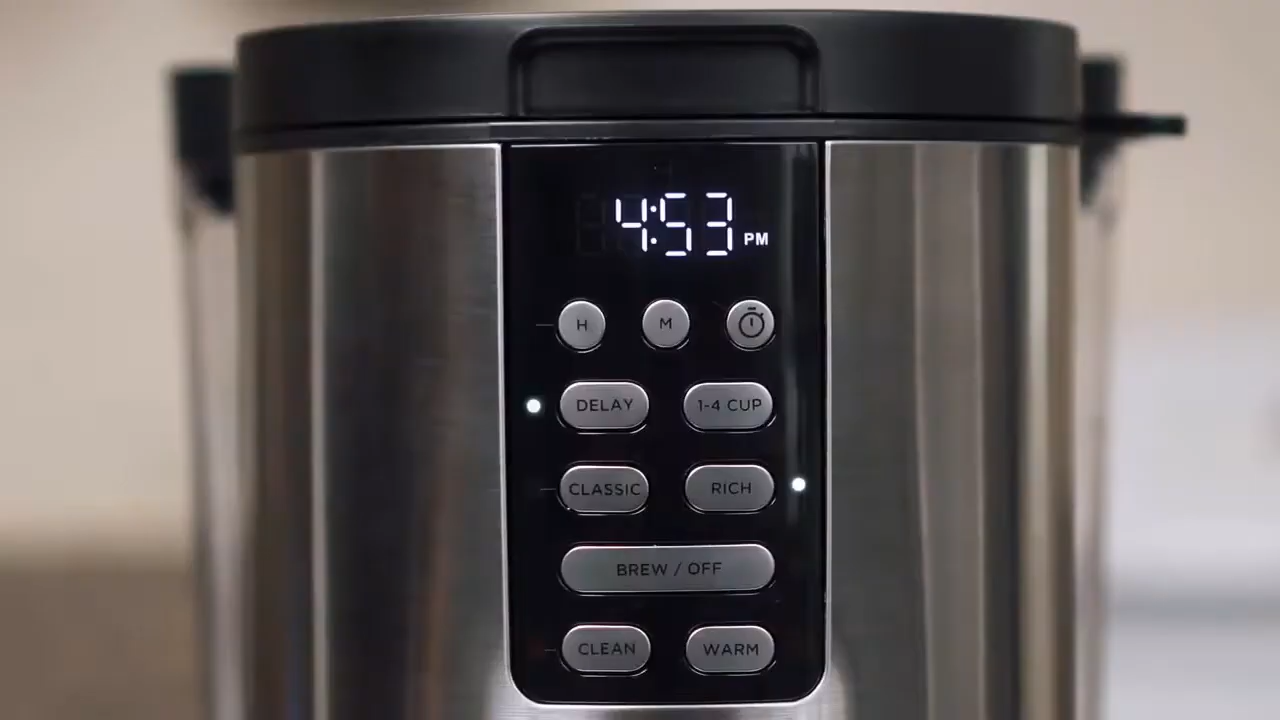 4:53 PM
H M
DELAY 1-4 CUP
CLASSIC RICH
BREW / OFF
CLEAN WARM